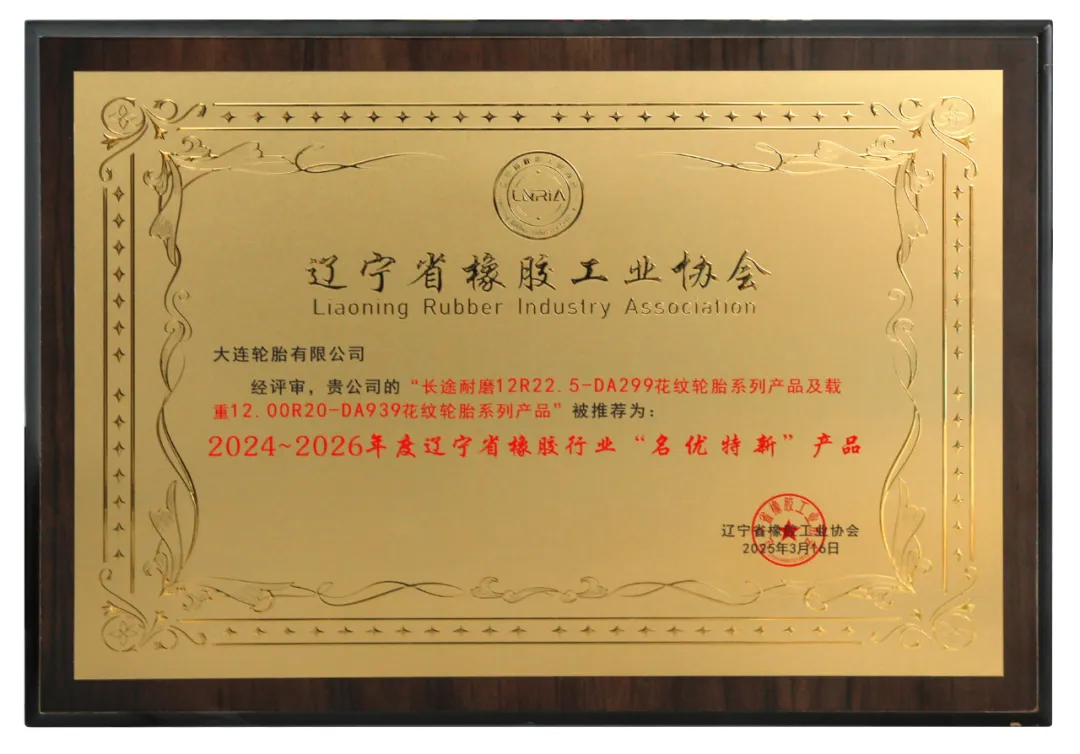 LNRIA
辽宁省橡胶工业协会
Liaoning Rubber Industry Association
大连轮胎有限公司
经评审，贵公司的“长途耐磨12R22.5-DA299花纹轮胎系列产品及载
重12.00R20-DA939花纹轮胎系列产品”被推荐为：
2024~2026年度辽宁省橡胶行业“名优特新”产品
辽宁省橡胶工业协会
2025年3月16日